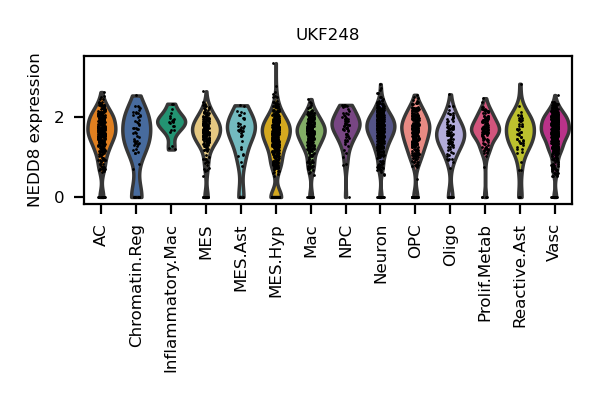 UKF248
NEDD8 expression
2
0
AC
Chromatin.Reg
Inflammatory.Mac
MES
MES.Ast
MES.Hyp
Mac
NPC
Neuron
OPC
Oligo
Prolif.Metab
Reactive.Ast
Vasc